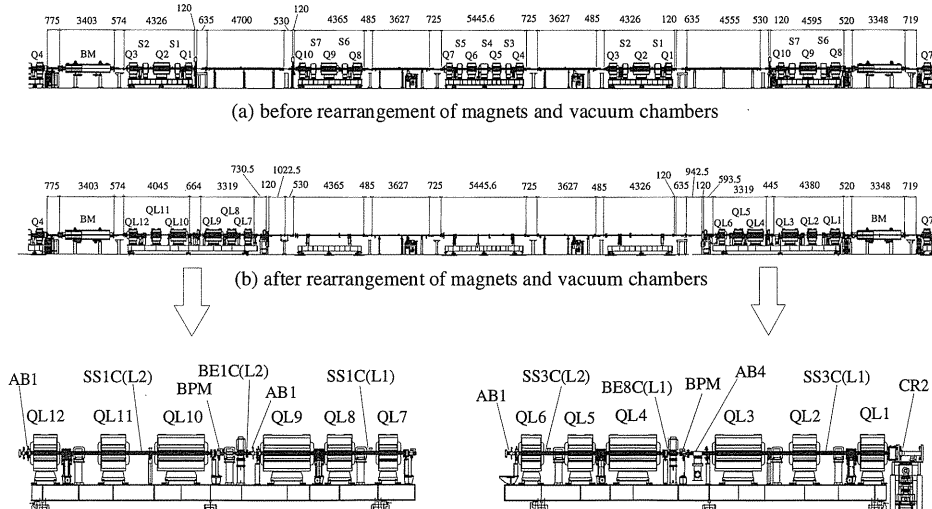 120 120
775 3403 574 4326 635 4700 530 4365 485 3627 725 5445.6 725 3627 485 4326 120 635 4555 530 120 4595 520 3348 719
S2 S1 S7 S6 S5 S4 S3 S2 S1 S7 S6
Q4 BM Q3 Q2 Q1 Q10 Q9 Q8 Q7 Q6 Q5 Q4 Q3 Q2 Q1 Q10 Q9 Q8 BM Q7
(a) before rearrangement of magnets and vacuum chambers
730.5 1022.5 942.5
120 593.5
775 3403 574 4045 664 3319 120 530 4365 485 3627 725 5445.6 725 3627 485 4326 635 3319 445 4380 520 3348 719
QL11 QL8 QL5
Q4 BM QL12 QL10 QL9 QL7 QL6 QL4 QL3 QL2 QL1 BM Q7
120
(b) after rearrangement of magnets and vacuum chambers
AB1 SS1C(L2) BPM BE1C(L2) AB1 SS1C(L1)
QL12 QL11 QL10 QL9 QL8 QL7
AB1 SS3C(L2) BE8C(L1) BPM AB4 SS3C(L1) CR2
QL6 QL5 QL4 QL3 QL2 QL1